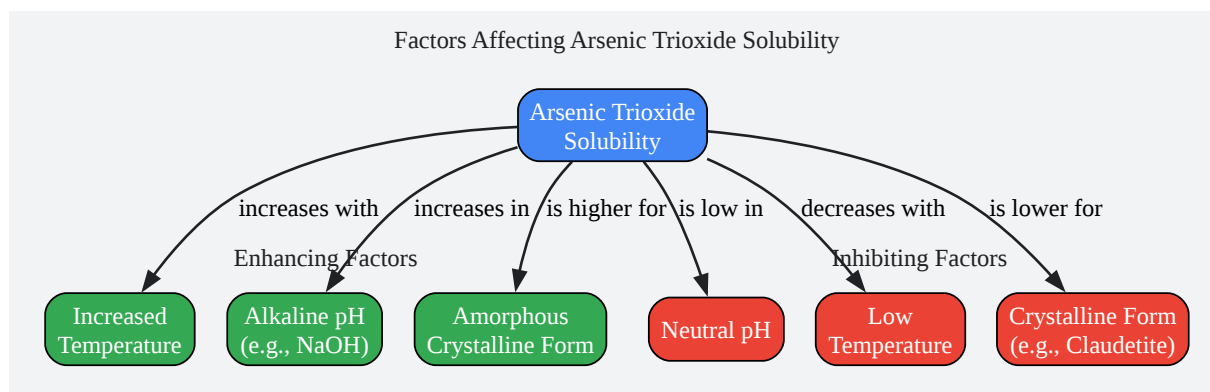 Factors Affecting Arsenic Trioxide Solubility
Arsenic Trioxide
Solubility
increases with
increases in
is higher for
is low in
decreases with
is lower for
Enhancing Factors
Inhibiting Factors
Increased
Temperature
Alkaline pH
(e.g., NaOH)
Amorphous
Crystalline Form
Neutral pH
Low
Temperature
Crystalline Form
(e.g., Claudetite)